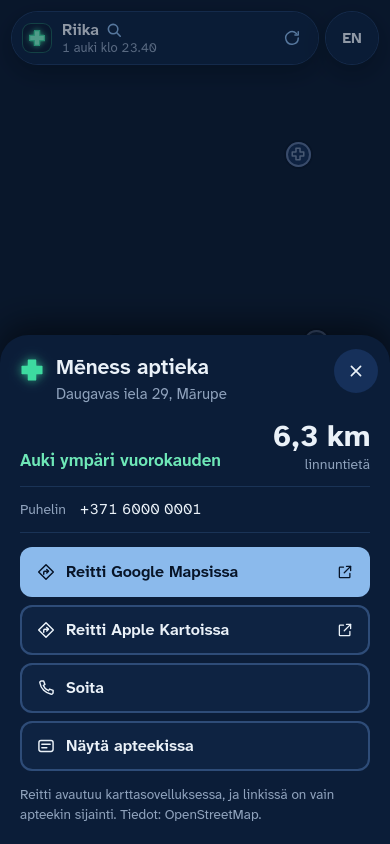 Riika
1 auki klo 23.40
EN
Mēness aptieka
Daugavas iela 29, Mārupe
6,3 km
Auki ympäri vuorokauden
linnuntietä
Puhelin +371 6000 0001
Reitti Google Mapsissa
Reitti Apple Kartoissa
Soita
Näytä apteekissa
Reitti avautuu karttasovelluksessa, ja linkissä on vain
apteekin sijainti. Tiedot: OpenStreetMap.